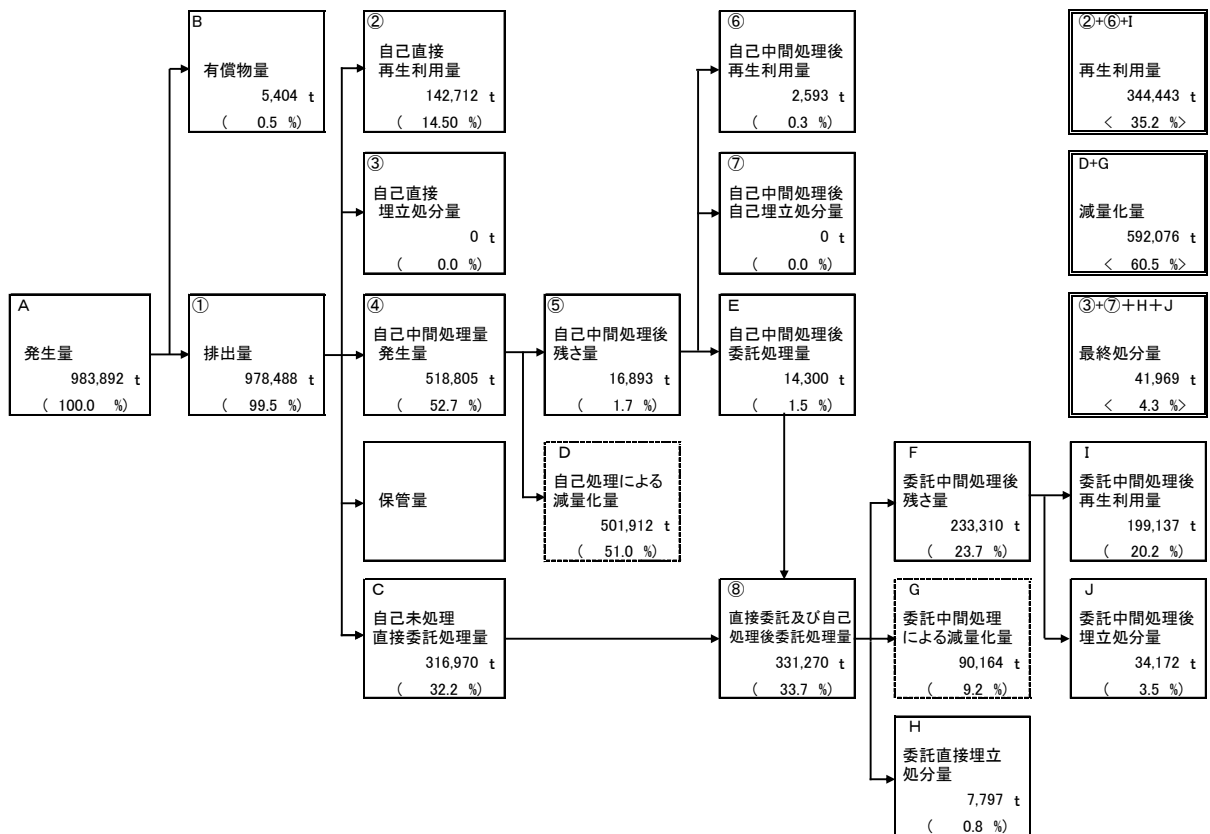 A
発生量
983,892 t
( 100.0 %)
B
有償物量
5,404 t
( 0.5 %)
①
排出量
978,488 t
( 99.5 %)
②
自己直接
再生利用量
142,712 t
( 14.50 %)
③
自己直接
埋立処分量
0 t
( 0.0 %)
④
自己中間処理量
発生量
518,805 t
( 52.7 %)
保管量
C
自己未処理
直接委託処理量
316,970 t
( 32.2 %)
⑤
自己中間処理後
残さ量
16,893 t
( 1.7 %)
D
自己処理による
減量化量
501,912 t
( 51.0 %)
⑥
自己中間処理後
再生利用量
2,593 t
( 0.3 %)
⑦
自己中間処理後
自己埋立処分量
0 t
( 0.0 %)
E
自己中間処理後
委託処理量
14,300 t
( 1.5 %)
⑧
直接委託及び自己
処理後委託処理量
331,270 t
( 33.7 %)
F
委託中間処理後
残さ量
233,310 t
( 23.7 %)
G
委託中間処理
による減量化量
90,164 t
( 9.2 %)
H
委託直接埋立
処分量
7,797 t
( 0.8 %)
②+⑥+I
再生利用量
344,443 t
< 35.2 %>
D+G
減量化量
592,076 t
< 60.5 %>
③+⑦+H+J
最終処分量
41,969 t
< 4.3 %>
I
委託中間処理後
再生利用量
199,137 t
( 20.2 %)
J
委託中間処理後
埋立処分量
34,172 t
( 3.5 %)